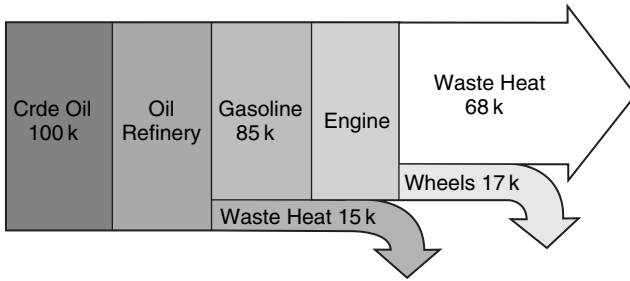 Crde Oil
100 k
Oil
Refinery
Gasoline
85 k
Engine
Waste Heat
68 k
Wheels 17 k
Waste Heat 15 k